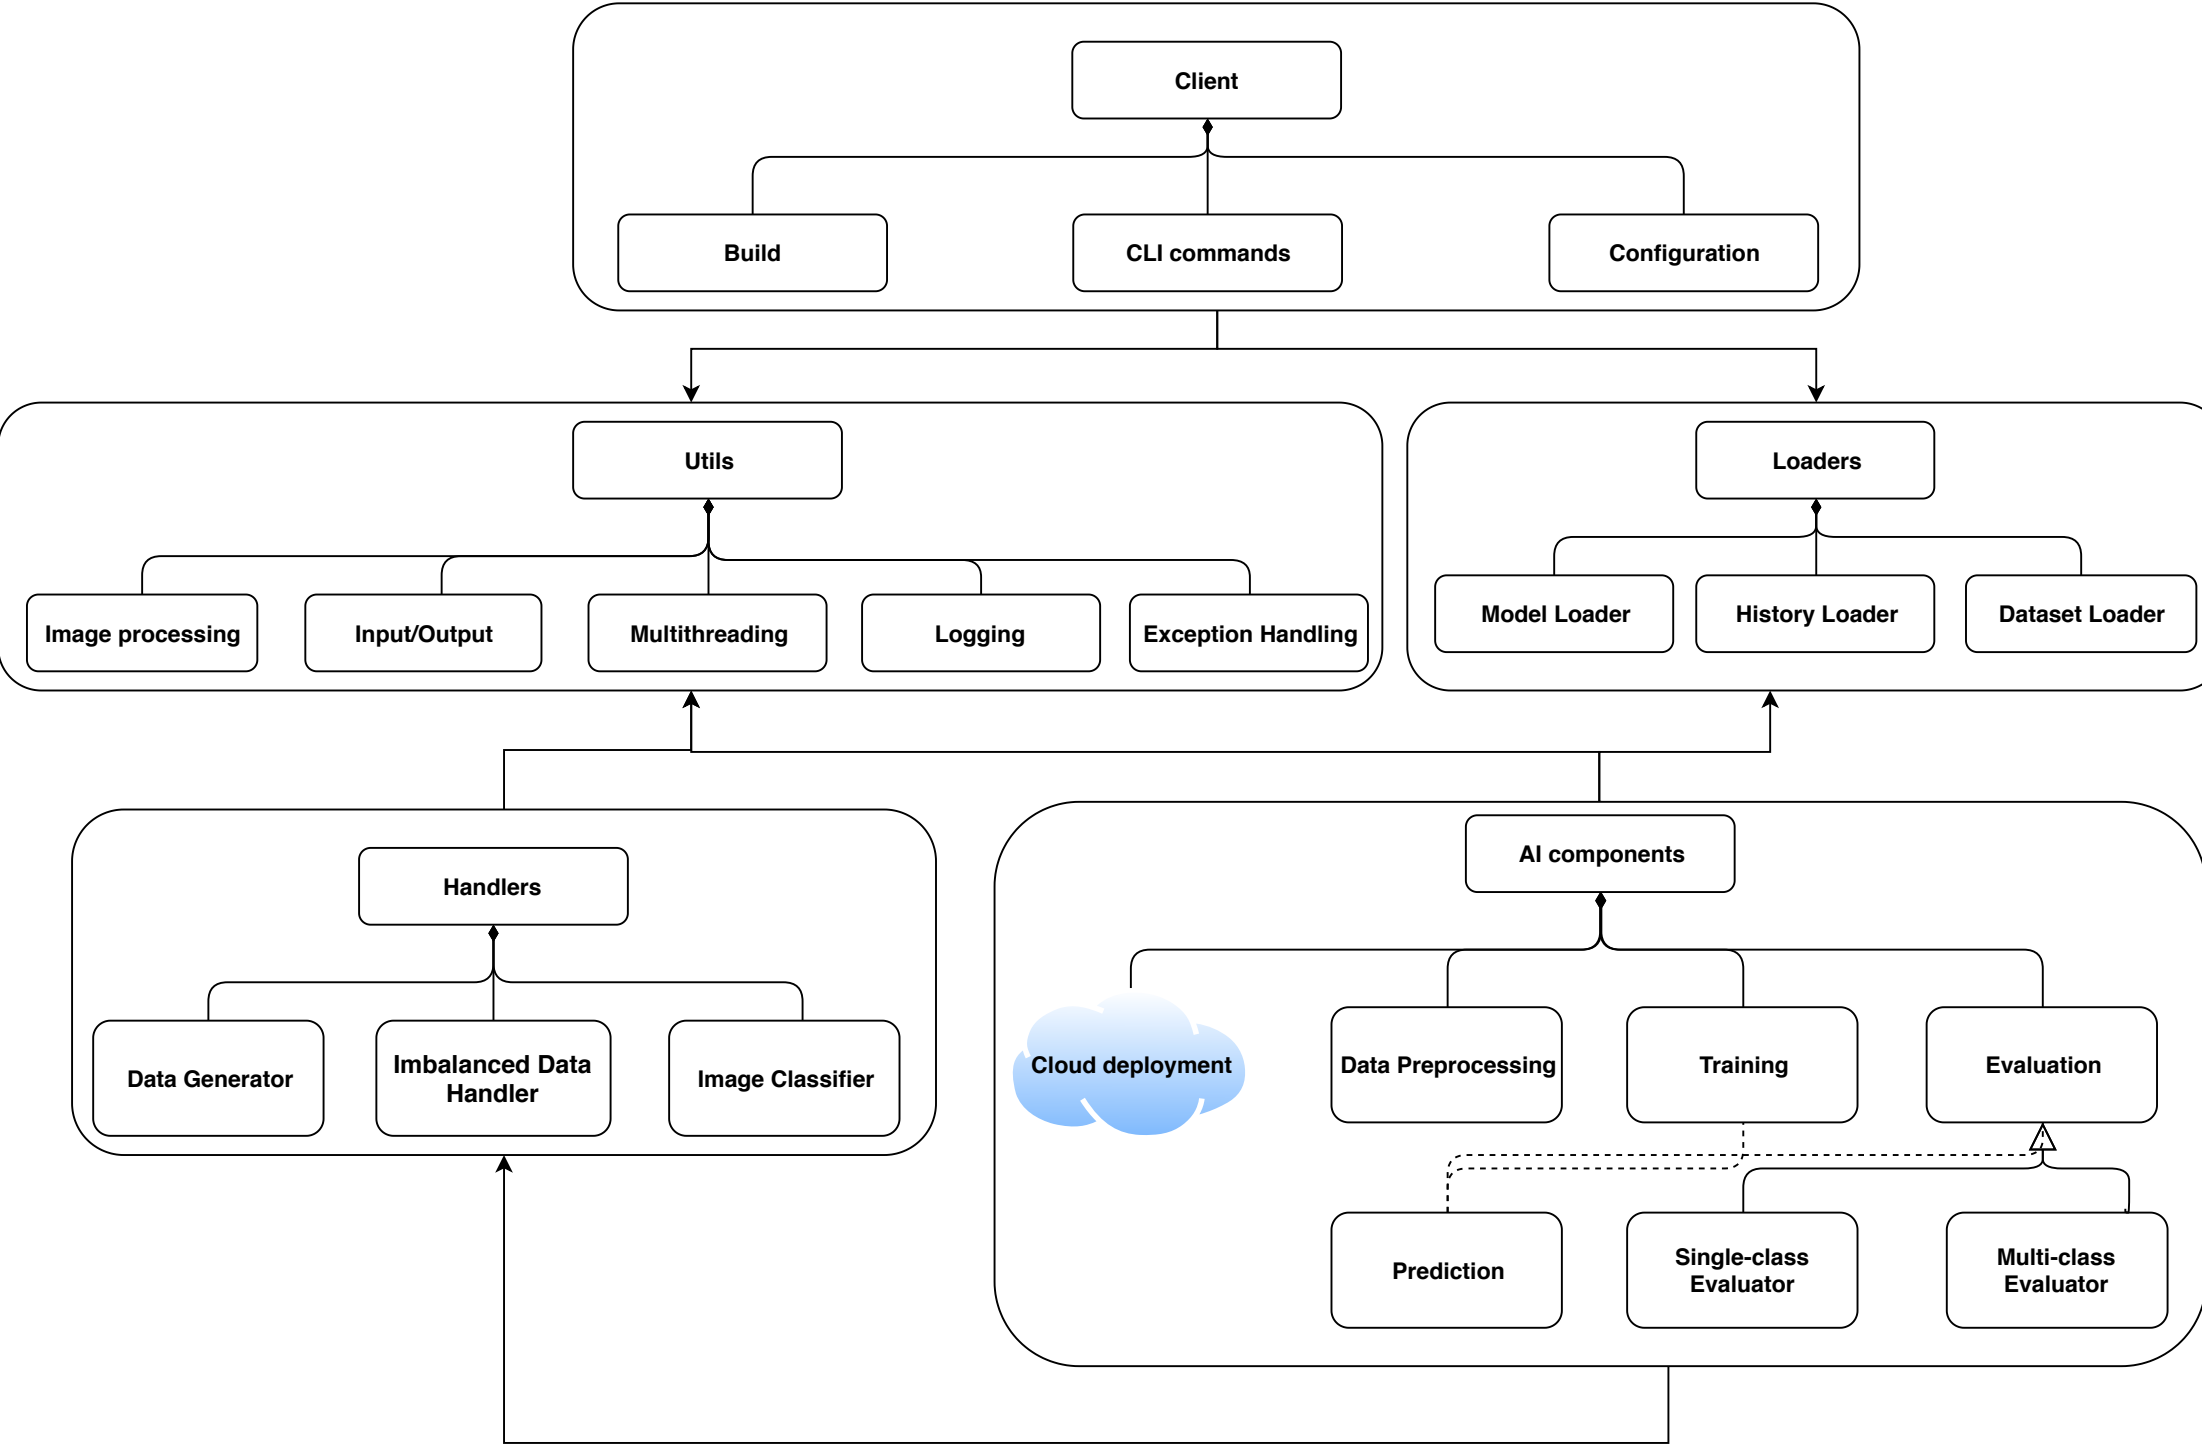 Client
Build
CLI commands
Configuration
Utils
Loaders
Image processing
Input/Output
Multithreading
Logging
Exception Handling
Model Loader
History Loader
Dataset Loader
Handlers
Data Generator
Imbalanced Data
Handler
Image Classifier
AI components
Cloud deployment
Data Preprocessing
Training
Evaluation
Prediction
Single-class
Evaluator
Multi-class
Evaluator